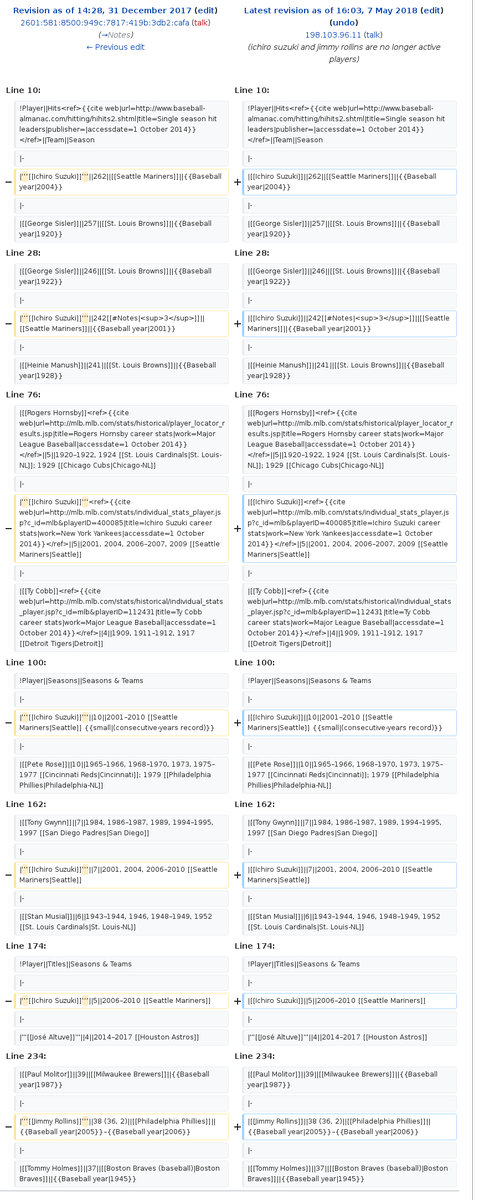 Revision as of 14:28, 31 December 2017 (edit)
2601:581:8500:949c:7817:419b:3db2:cafa (talk)
(→Notes)
← Previous edit
Latest revision as of 16:03, 7 May 2018 (edit)
(undo)
198.103.96.11 (talk)
(ichiro suzuki and jimmy rollins are no longer active
players)
Line 10:
Line 10:
!Player||Hits<ref>{{cite web|url=http://www.baseball-
almanac.com/hitting/hihits2.shtml|title=Single season hit
leaders|publisher=|accessdate=1 October 2014}}
</ref>||Team||Season
!Player||Hits<ref>{{cite web|url=http://www.baseball-
almanac.com/hitting/hihits2.shtml|title=Single season hit
leaders|publisher=|accessdate=1 October 2014}}
</ref>||Team||Season
|-
|-
− |'''[[Ichiro Suzuki]]'''||262||[[Seattle Mariners]]||{{Baseball
year|2004}}
+ |[[Ichiro Suzuki]]||262||[[Seattle Mariners]]||{{Baseball
year|2004}}
|-
|-
|[[George Sisler]]||257||[[St. Louis Browns]]||{{Baseball
year|1920}}
|[[George Sisler]]||257||[[St. Louis Browns]]||{{Baseball
year|1920}}
Line 28:
Line 28:
|[[George Sisler]]||246||[[St. Louis Browns]]||{{Baseball
year|1922}}
|[[George Sisler]]||246||[[St. Louis Browns]]||{{Baseball
year|1922}}
|-
|-
− |'''[[Ichiro Suzuki]]'''||242[[#Notes|<sup>3</sup>]]||
[[Seattle Mariners]]||{{Baseball year|2001}}
+ |[[Ichiro Suzuki]]||242[[#Notes|<sup>3</sup>]]||[[Seattle
Mariners]]||{{Baseball year|2001}}
|-
|-
|[[Heinie Manush]]||241||[[St. Louis Browns]]||{{Baseball
year|1928}}
|[[Heinie Manush]]||241||[[St. Louis Browns]]||{{Baseball
year|1928}}
Line 76:
Line 76:
|[[Rogers Hornsby]]<ref>{{cite
web|url=http://mlb.mlb.com/stats/historical/player_locator_r
esults.jsp|title=Rogers Hornsby career stats|work=Major
League Baseball|accessdate=1 October 2014}}
</ref>||5||1920–1922, 1924 [[St. Louis Cardinals|St. Louis-
NL]]; 1929 [[Chicago Cubs|Chicago-NL]]
|[[Rogers Hornsby]]<ref>{{cite
web|url=http://mlb.mlb.com/stats/historical/player_locator_r
esults.jsp|title=Rogers Hornsby career stats|work=Major
League Baseball|accessdate=1 October 2014}}
</ref>||5||1920–1922, 1924 [[St. Louis Cardinals|St. Louis-
NL]]; 1929 [[Chicago Cubs|Chicago-NL]]
|-
|-
− |'''[[Ichiro Suzuki]]'''<ref>{{cite
web|url=http://mlb.mlb.com/stats/individual_stats_player.js
p?c_id=mlb&playerID=400085|title=Ichiro Suzuki career
stats|work=New York Yankees|accessdate=1 October
2014}}</ref>||5||2001, 2004, 2006–2007, 2009 [[Seattle
Mariners|Seattle]]
+ |[[Ichiro Suzuki]]<ref>{{cite
web|url=http://mlb.mlb.com/stats/individual_stats_player.js
p?c_id=mlb&playerID=400085|title=Ichiro Suzuki career
stats|work=New York Yankees|accessdate=1 October
2014}}</ref>||5||2001, 2004, 2006–2007, 2009 [[Seattle
Mariners|Seattle]]
|-
|-
|[[Ty Cobb]]<ref>{{cite
web|url=http://mlb.mlb.com/stats/historical/individual_stats
_player.jsp?c_id=mlb&playerID=112431|title=Ty Cobb
career stats|work=Major League Baseball|accessdate=1
October 2014}}</ref>||4||1909, 1911–1912, 1917
[[Detroit Tigers|Detroit]]
|[[Ty Cobb]]<ref>{{cite
web|url=http://mlb.mlb.com/stats/historical/individual_stats
_player.jsp?c_id=mlb&playerID=112431|title=Ty Cobb
career stats|work=Major League Baseball|accessdate=1
October 2014}}</ref>||4||1909, 1911–1912, 1917
[[Detroit Tigers|Detroit]]
Line 100:
Line 100:
!Player||Seasons||Seasons & Teams
!Player||Seasons||Seasons & Teams
|-
|-
− |'''[[Ichiro Suzuki]]'''||10||2001–2010 [[Seattle
Mariners|Seattle]] {{small|(consecutive-years record)}}
+ |[[Ichiro Suzuki]]||10||2001–2010 [[Seattle
Mariners|Seattle]] {{small|(consecutive-years record)}}
|-
|-
|[[Pete Rose]]||10||1965–1966, 1968–1970, 1973, 1975–
1977 [[Cincinnati Reds|Cincinnati]]; 1979 [[Philadelphia
Phillies|Philadelphia-NL]]
|[[Pete Rose]]||10||1965–1966, 1968–1970, 1973, 1975–
1977 [[Cincinnati Reds|Cincinnati]]; 1979 [[Philadelphia
Phillies|Philadelphia-NL]]
Line 162:
Line 162:
|[[Tony Gwynn]]||7||1984, 1986–1987, 1989, 1994–1995,
1997 [[San Diego Padres|San Diego]]
|[[Tony Gwynn]]||7||1984, 1986–1987, 1989, 1994–1995,
1997 [[San Diego Padres|San Diego]]
|-
|-
− |'''[[Ichiro Suzuki]]'''||7||2001, 2004, 2006–2010 [[Seattle
Mariners|Seattle]]
+ |[[Ichiro Suzuki]]||7||2001, 2004, 2006–2010 [[Seattle
Mariners|Seattle]]
|-
|-
|[[Stan Musial]]||6||1943–1944, 1946, 1948–1949, 1952
[[St. Louis Cardinals|St. Louis-NL]]
|[[Stan Musial]]||6||1943–1944, 1946, 1948–1949, 1952
[[St. Louis Cardinals|St. Louis-NL]]
Line 174:
Line 174:
!Player||Titles||Seasons & Teams
!Player||Titles||Seasons & Teams
|-
|-
− |'''[[Ichiro Suzuki]]'''||5||2006–2010 [[Seattle Mariners]]
+ |[[Ichiro Suzuki]]||5||2006–2010 [[Seattle Mariners]]
|-
|-
|'''[[José Altuve]]'''||4||2014–2017 [[Houston Astros]]
|'''[[José Altuve]]'''||4||2014–2017 [[Houston Astros]]
Line 234:
Line 234:
|[[Paul Molitor]]||39||[[Milwaukee Brewers]]||{{Baseball
year|1987}}
|[[Paul Molitor]]||39||[[Milwaukee Brewers]]||{{Baseball
year|1987}}
|-
|-
− |'''[[Jimmy Rollins]]'''||38 (36, 2)||[[Philadelphia Phillies]]||
{{Baseball year|2005}}–{{Baseball year|2006}}
+ |[[Jimmy Rollins]]||38 (36, 2)||[[Philadelphia Phillies]]||
{{Baseball year|2005}}–{{Baseball year|2006}}
|-
|-
|[[Tommy Holmes]]||37||[[Boston Braves (baseball)|Boston
Braves]]||{{Baseball year|1945}}
|[[Tommy Holmes]]||37||[[Boston Braves (baseball)|Boston
Braves]]||{{Baseball year|1945}}